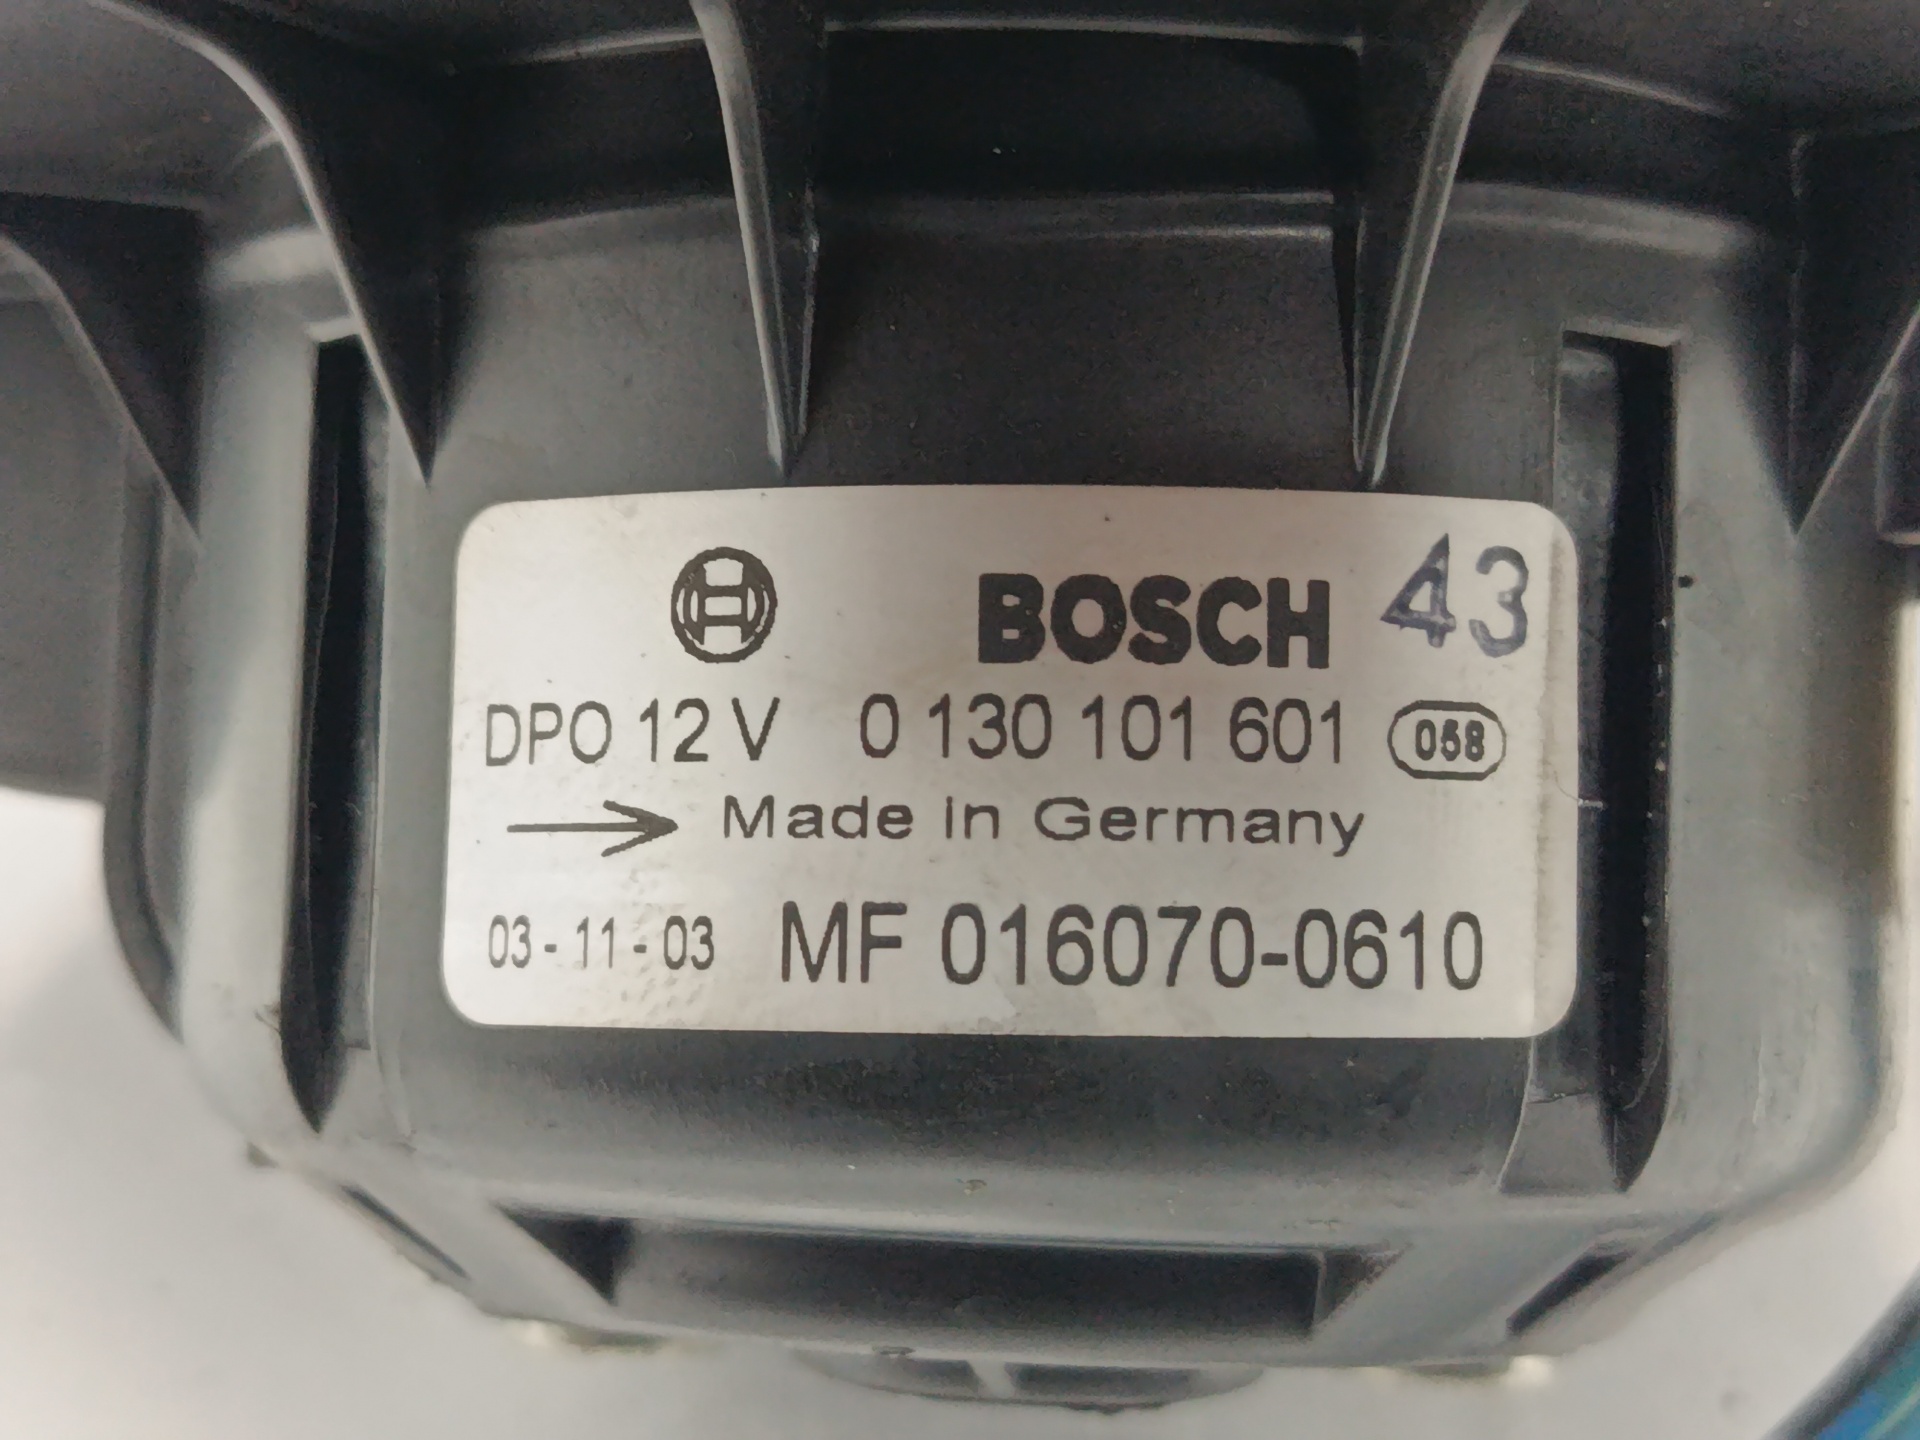 BOSCH 43
DPO 12 V 0 130 101 601 058
Made in Germany
03-11-03 MF 016070-0610